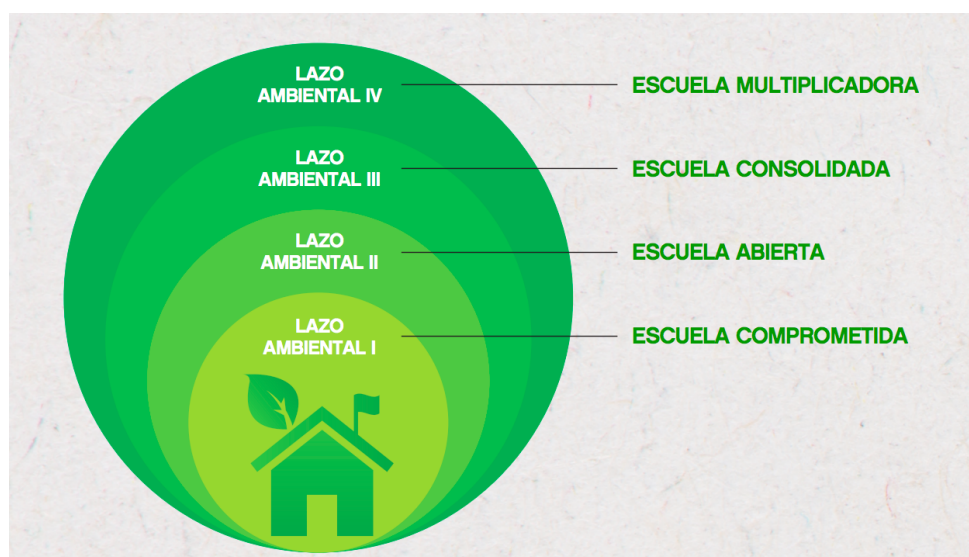 LAZO
AMBIENTAL IV
ESCUELA MULTIPLICADORA
LAZO
AMBIENTAL III
ESCUELA CONSOLIDADA
LAZO
AMBIENTAL II
ESCUELA ABIERTA
LAZO
AMBIENTAL I
ESCUELA COMPROMETIDA